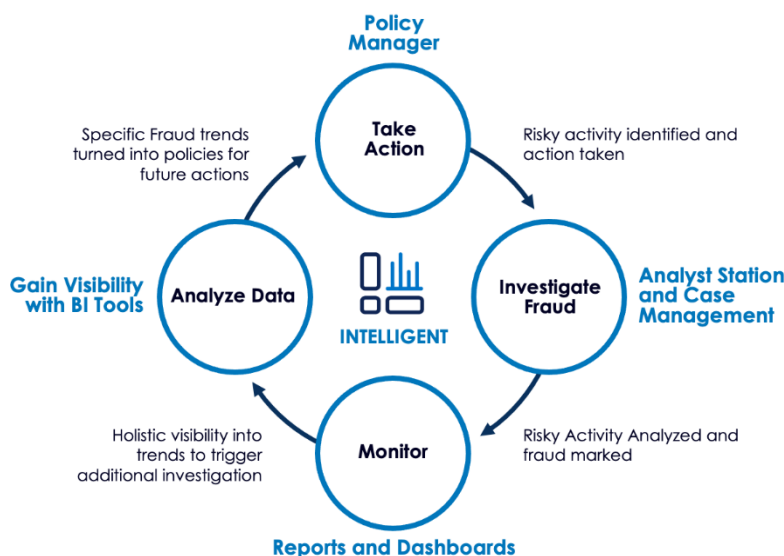 Policy
Manager
Take
Action
Specific Fraud trends
turned into policies for
future actions
Risky activity identified and
action taken
Gain Visibility
with BI Tools
Analyze Data
INTELLIGENT
Investigate
Fraud
Analyst Station
and Case
Management
Holistic visibility into
trends to trigger
additional investigation
Monitor
Risky Activity Analyzed and
fraud marked
Reports and Dashboards